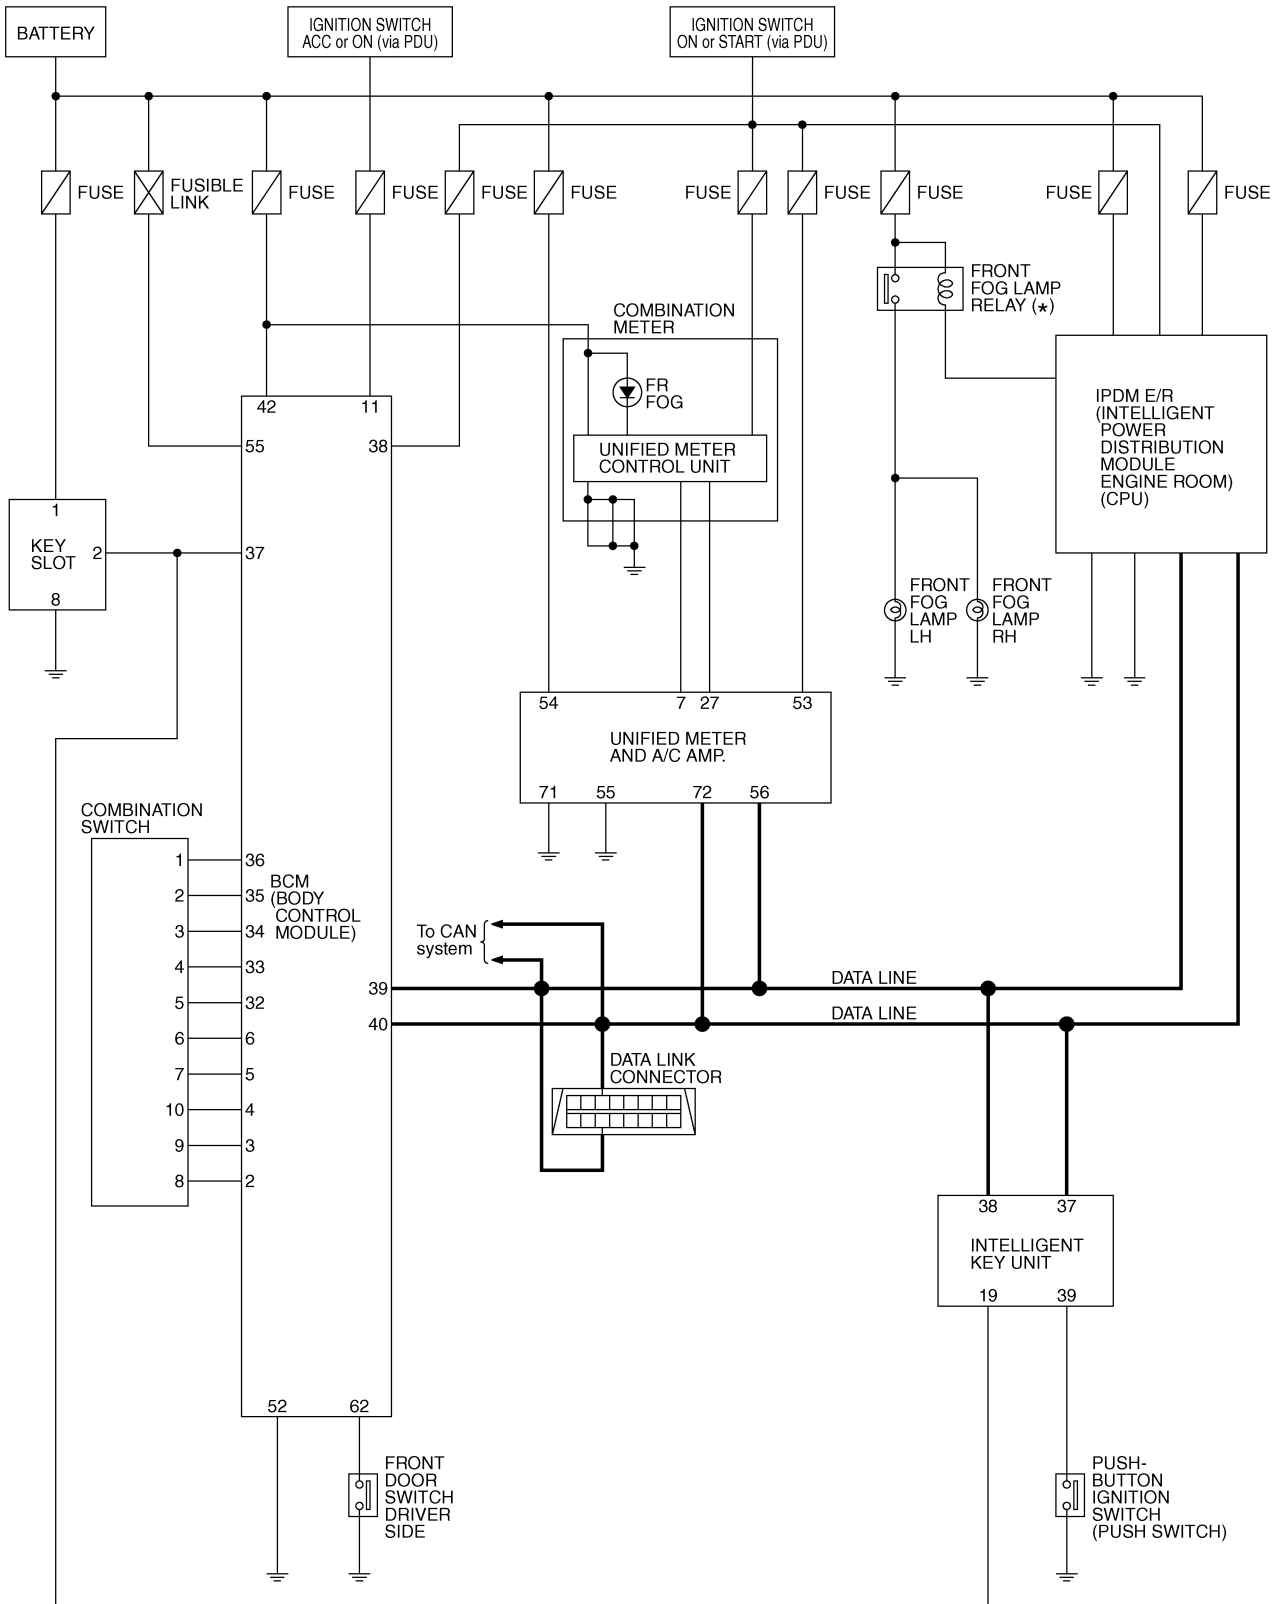 BATTERY
IGNITION SWITCH
ACC or ON (via PDU)
IGNITION SWITCH
ON or START (via PDU)
FUSE
FUSIBLE
LINK
FUSE
FUSE
FUSE
FUSE
FUSE
FUSE
FUSE
FUSE
FUSE
FRONT
FOG LAMP
RELAY (*)
COMBINATION
METER
FR
FOG
UNIFIED METER
CONTROL UNIT
IPDM E/R
(INTELLIGENT
POWER
DISTRIBUTION
MODULE
ENGINE ROOM)
(CPU)
42
11
55
38
1
KEY
SLOT
2
37
8
FRONT
FOG
LAMP
LH
FRONT
FOG
LAMP
RH
54
7
27
53
UNIFIED METER
AND A/C AMP.
71
55
72
56
COMBINATION
SWITCH
1
36
2
35
3
34
4
33
5
32
6
6
7
5
10
4
9
3
8
2
BCM
(BODY
CONTROL
MODULE)
To CAN
system
39
DATA LINE
40
DATA LINE
DATA LINK
CONNECTOR
38
37
INTELLIGENT
KEY UNIT
19
39
52
62
FRONT
DOOR
SWITCH
DRIVER
SIDE
PUSH-
BUTTON
IGNITION
SWITCH
(PUSH SWITCH)